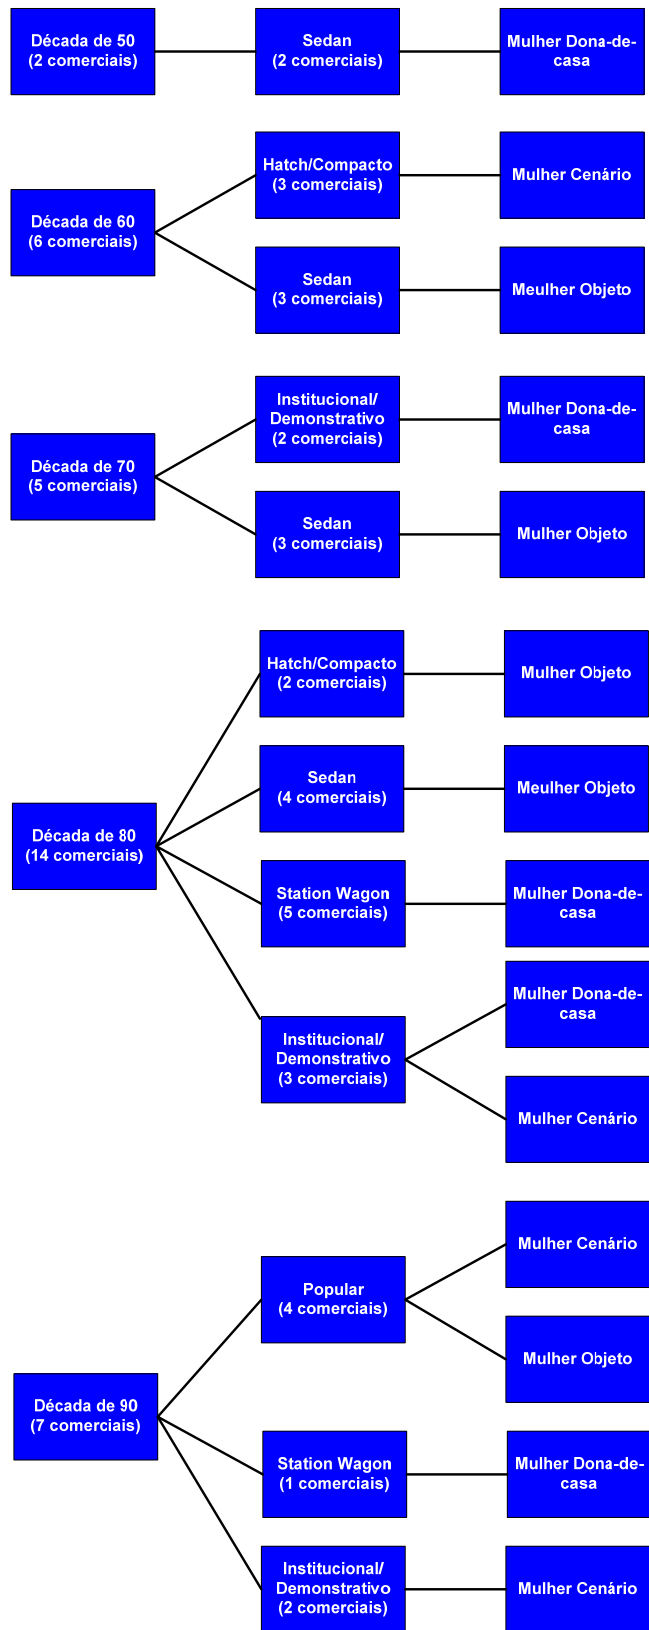 Década de 50
(2 comerciais)
Sedan
(2 comerciais)
Mulher Dona-de-
casa
Década de 60
(6 comerciais)
Hatch/Compacto
(3 comerciais)
Mulher Cenário
Sedan
(3 comerciais)
Meulher Objeto
Década de 70
(5 comerciais)
Institucional/
Demonstrativo
(2 comerciais)
Mulher Dona-de-
casa
Sedan
(3 comerciais)
Mulher Objeto
Década de 80
(14 comerciais)
Hatch/Compacto
(2 comerciais)
Mulher Objeto
Sedan
(4 comerciais)
Meulher Objeto
Station Wagon
(5 comerciais)
Mulher Dona-de-
casa
Institucional/
Demonstrativo
(3 comerciais)
Mulher Dona-de-
casa
Mulher Cenário
Década de 90
(7 comerciais)
Popular
(4 comerciais)
Mulher Cenário
Mulher Objeto
Station Wagon
(1 comerciais)
Mulher Dona-de-
casa
Institucional/
Demonstrativo
(2 comerciais)
Mulher Cenário